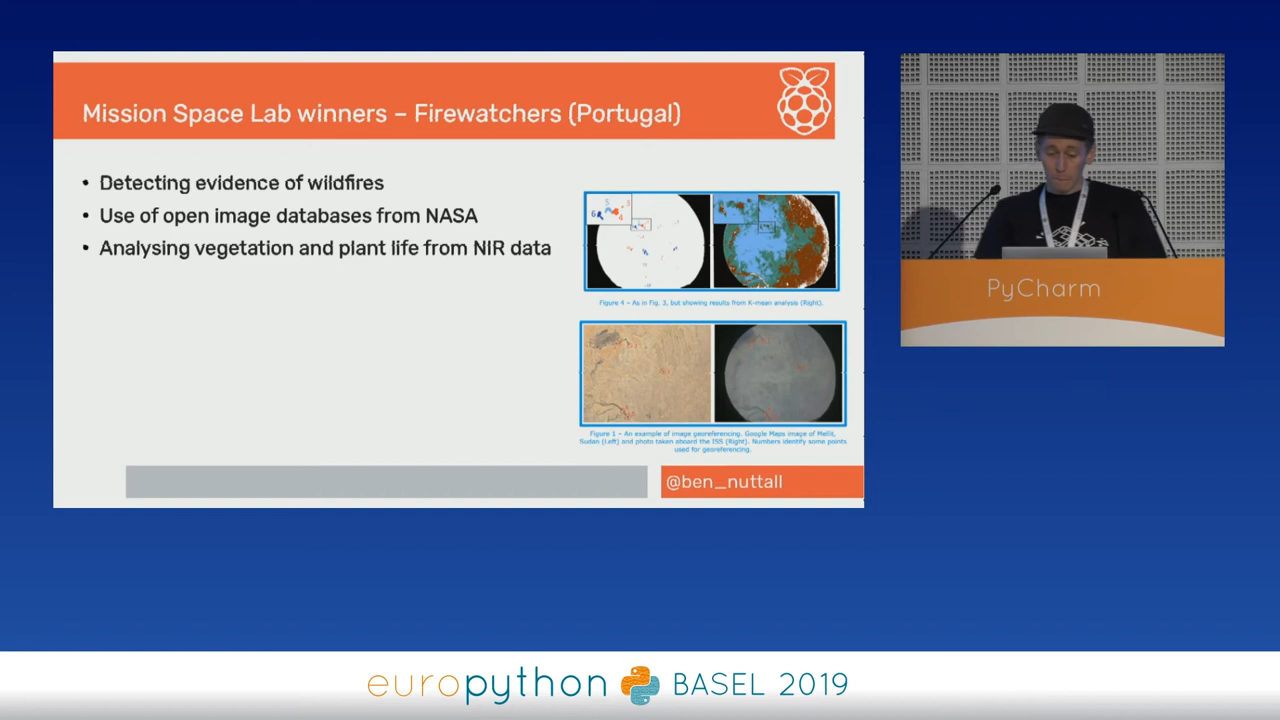 Mission Space Lab winners – Firewatchers (Portugal)
• Detecting evidence of wildfires
• Use of open image databases from NASA
• Analysing vegetation and plant life from NIR data
Figure 4 – As in Fig. 3, but showing results from K-mean analysis (Right).
Figure 1 – An example of image georeferencing. Google Maps image of Mellit,
Sudan (Left) and photo taken aboard the ISS (Right). Numbers identify some points
used for georeferencing.
@ben_nuttall
PyCharm
europython BASEL 2019